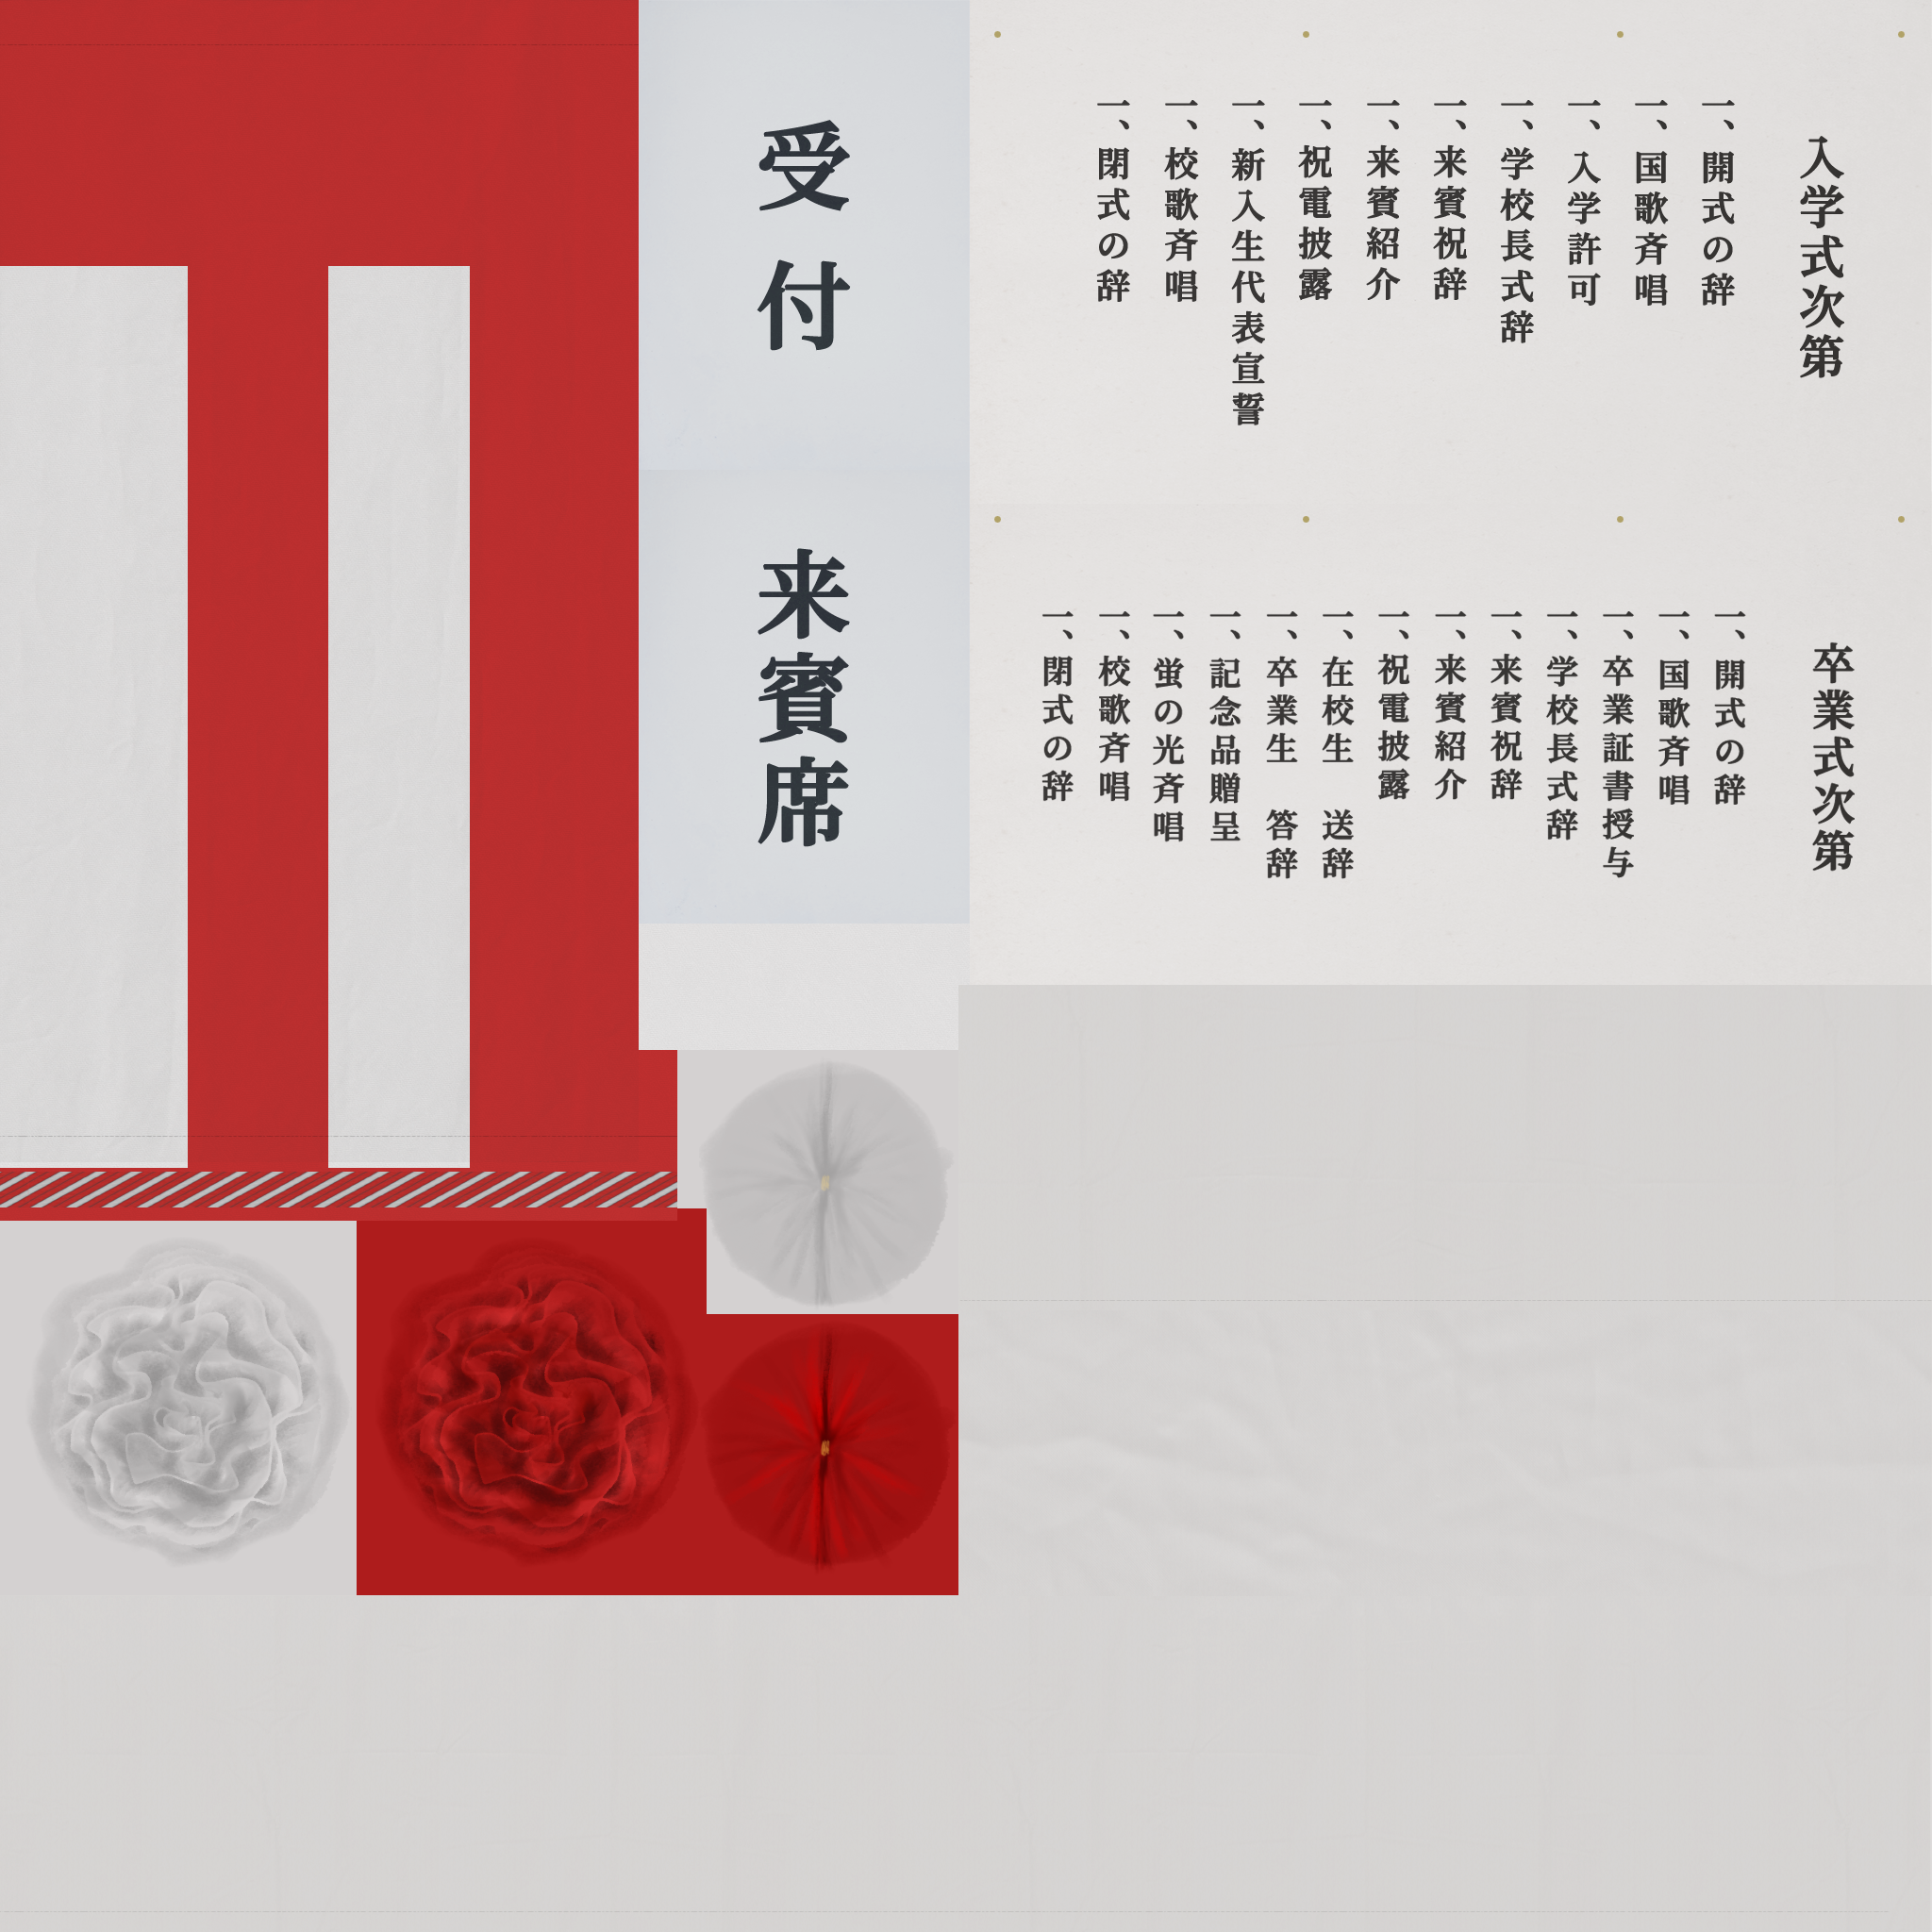 受付
来賓席
入学式次第
一、開式の辞
一、国歌斉唱
一、入学許可
一、学校長式辞
一、来賓祝辞
一、来賓紹介
一、祝電披露
一、新入生代表宣誓
一、校歌斉唱
一、閉式の辞
卒業式次第
一、開式の辞
一、国歌斉唱
一、卒業証書授与
一、学校長式辞
一、来賓祝辞
一、来賓紹介
一、祝電披露
一、在校生　送辞
一、卒業生　答辞
一、記念品贈呈
一、蛍の光斉唱
一、校歌斉唱
一、閉式の辞